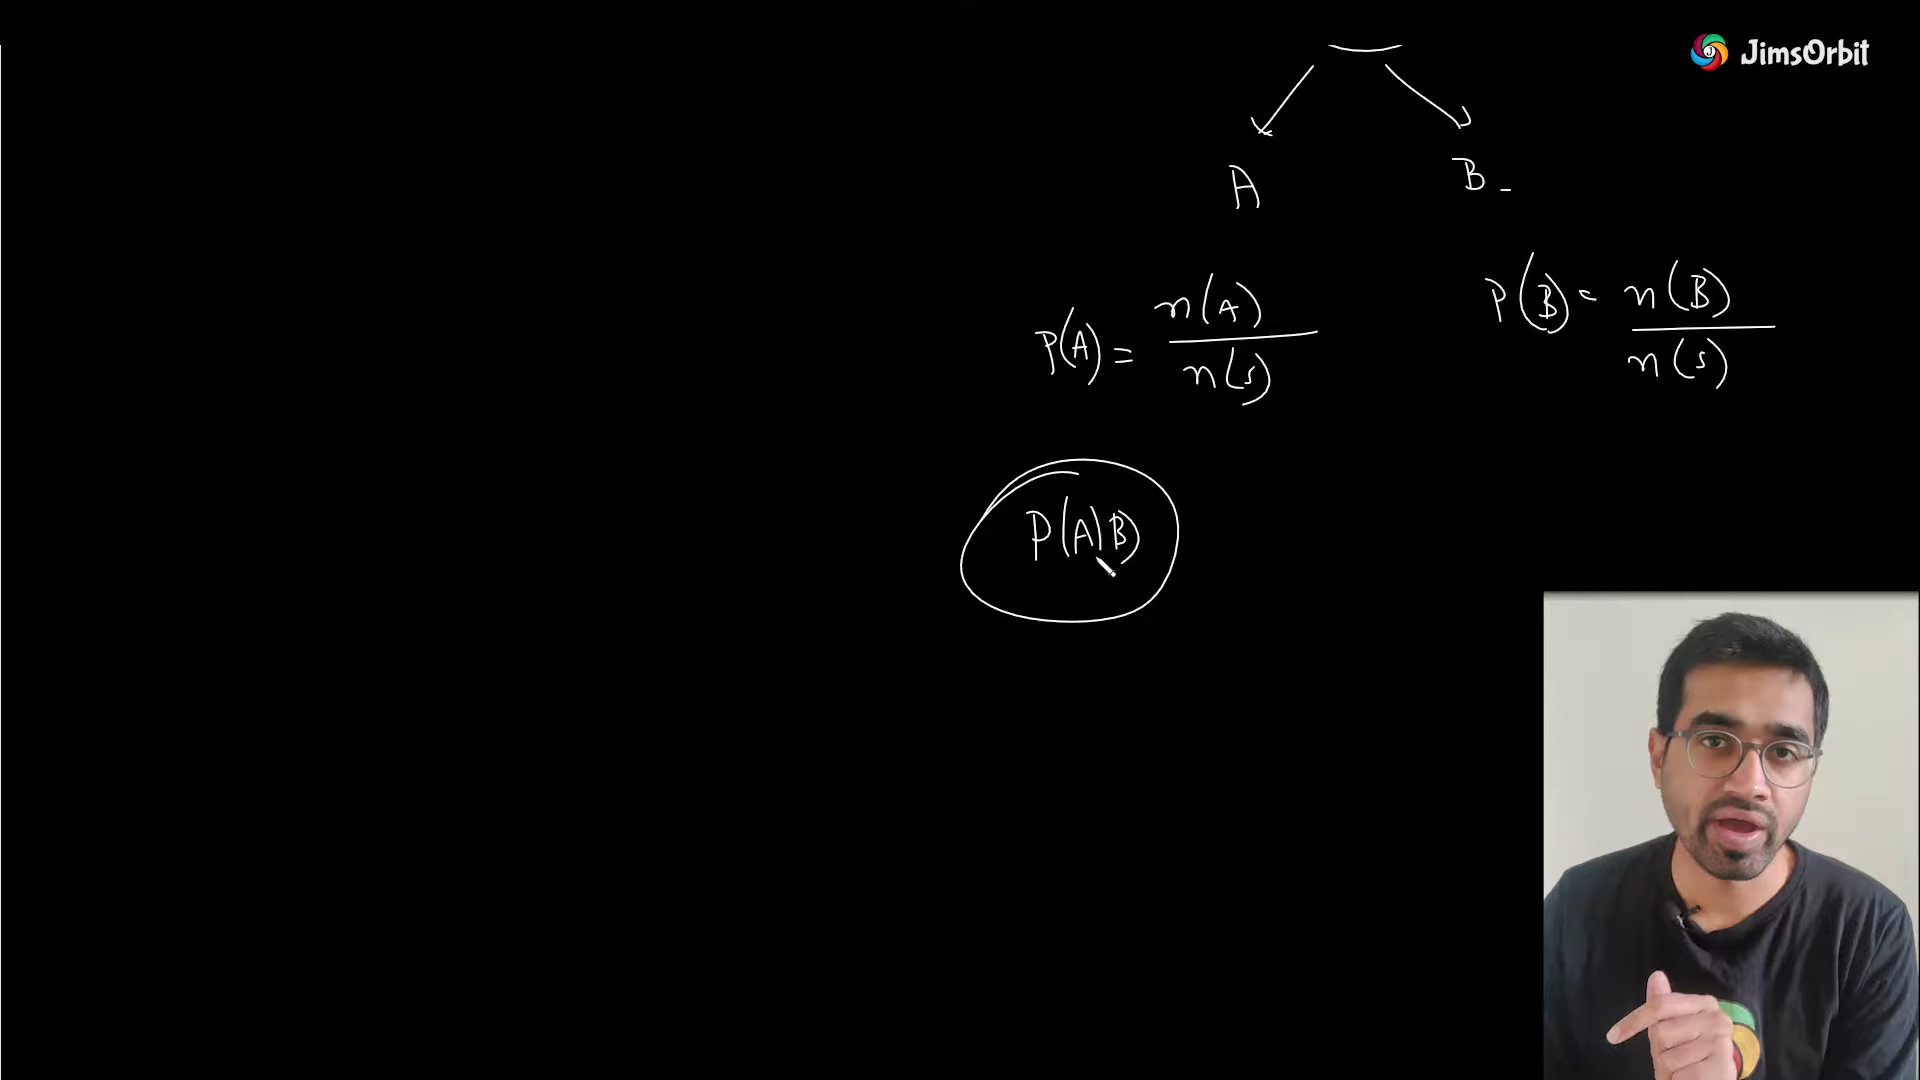 JimsOrbit
A
B -
P(A) = n(A) / n(s)
P(B) = n(B) / n(s)
P(A|B)